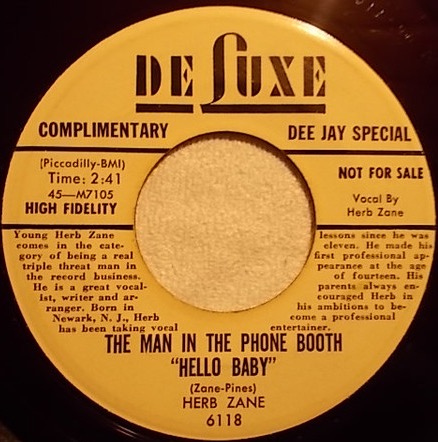 DELUXE
COMPLIMENTARY
DEE JAY SPECIAL
(Piccadilly-BMI)
Time: 2:41
45—M7105
HIGH FIDELITY
NOT FOR SALE
Vocal By
Herb Zane
Young Herb Zane
comes in the cate-
gory of being a real
triple threat man in
the record business.
He is a great vocal-
ist, writer and ar-
ranger. Born in
Newark, N. J., Herb
has been taking vocal
lessons since he was
eleven. He made his
first professional ap-
pearance at the age
of fourteen. His
parents always en-
couraged Herb in
his ambitions to be-
come a professional
entertainer.
THE MAN IN THE PHONE BOOTH
"HELLO BABY"
(Zane-Pines)
HERB ZANE
6118